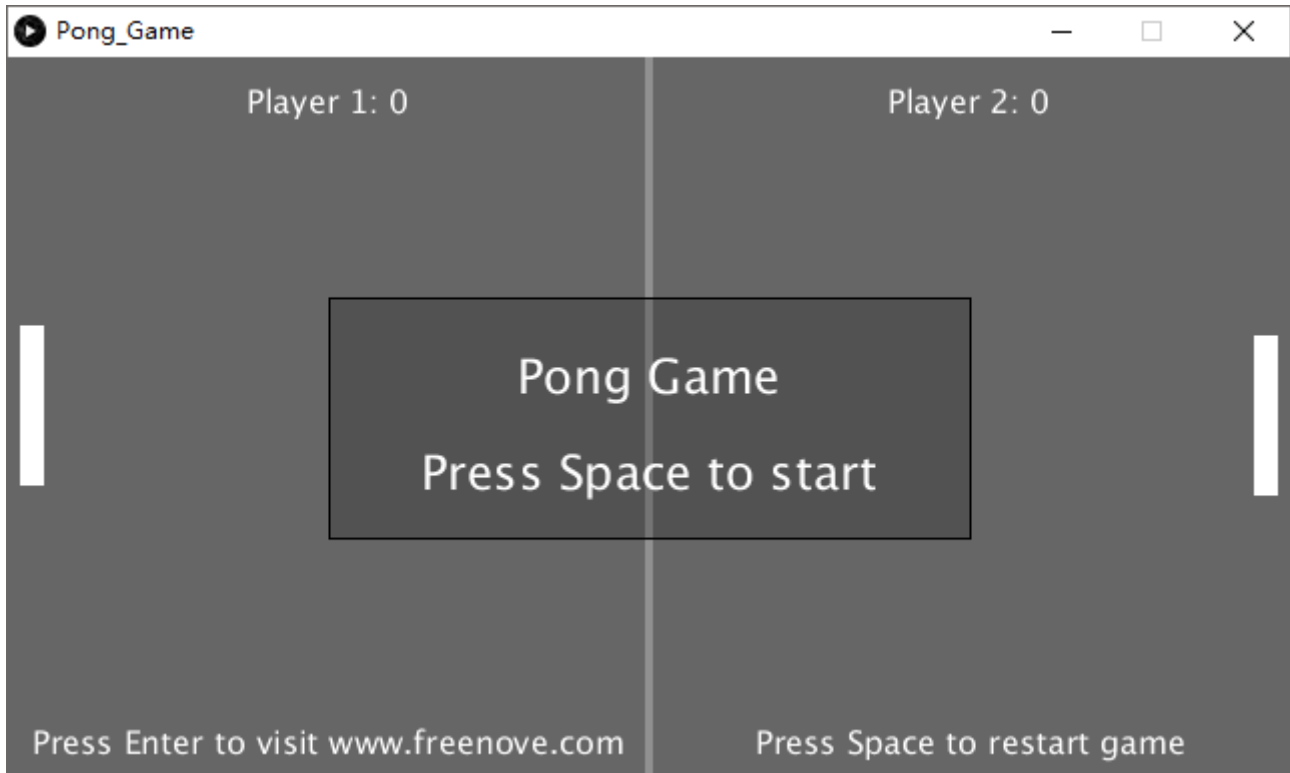 Pong_Game
Player 1: 0
Player 2: 0
Pong Game
Press Space to start
Press Enter to visit www.freenove.com
Press Space to restart game